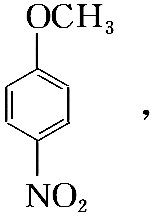 OCH₃
NO₂
,